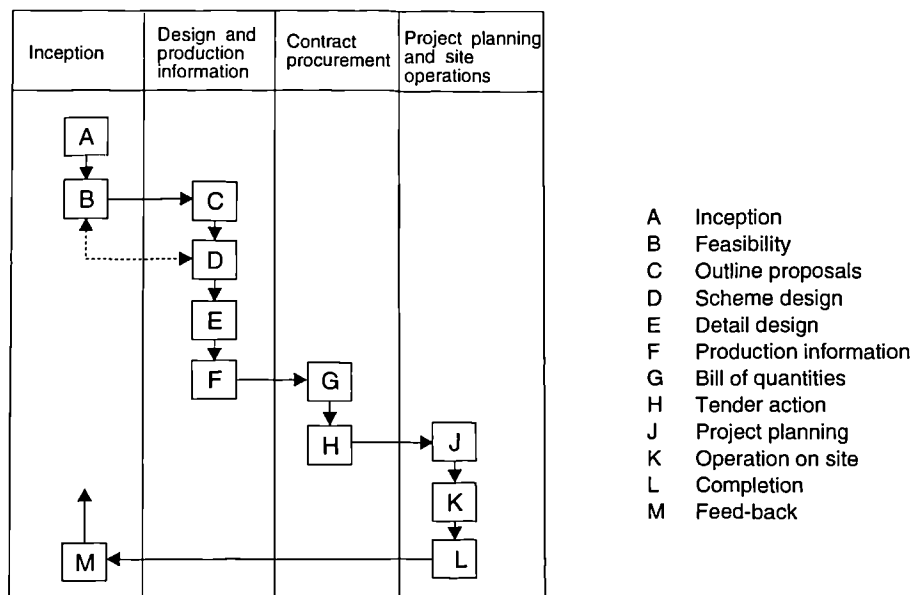 Inception
Design and
production
information
Contract
procurement
Project planning
and site
operations
A
B
C
D
E
F
G
H
J
K
L
M
A Inception
B Feasibility
C Outline proposals
D Scheme design
E Detail design
F Production information
G Bill of quantities
H Tender action
J Project planning
K Operation on site
L Completion
M Feed-back